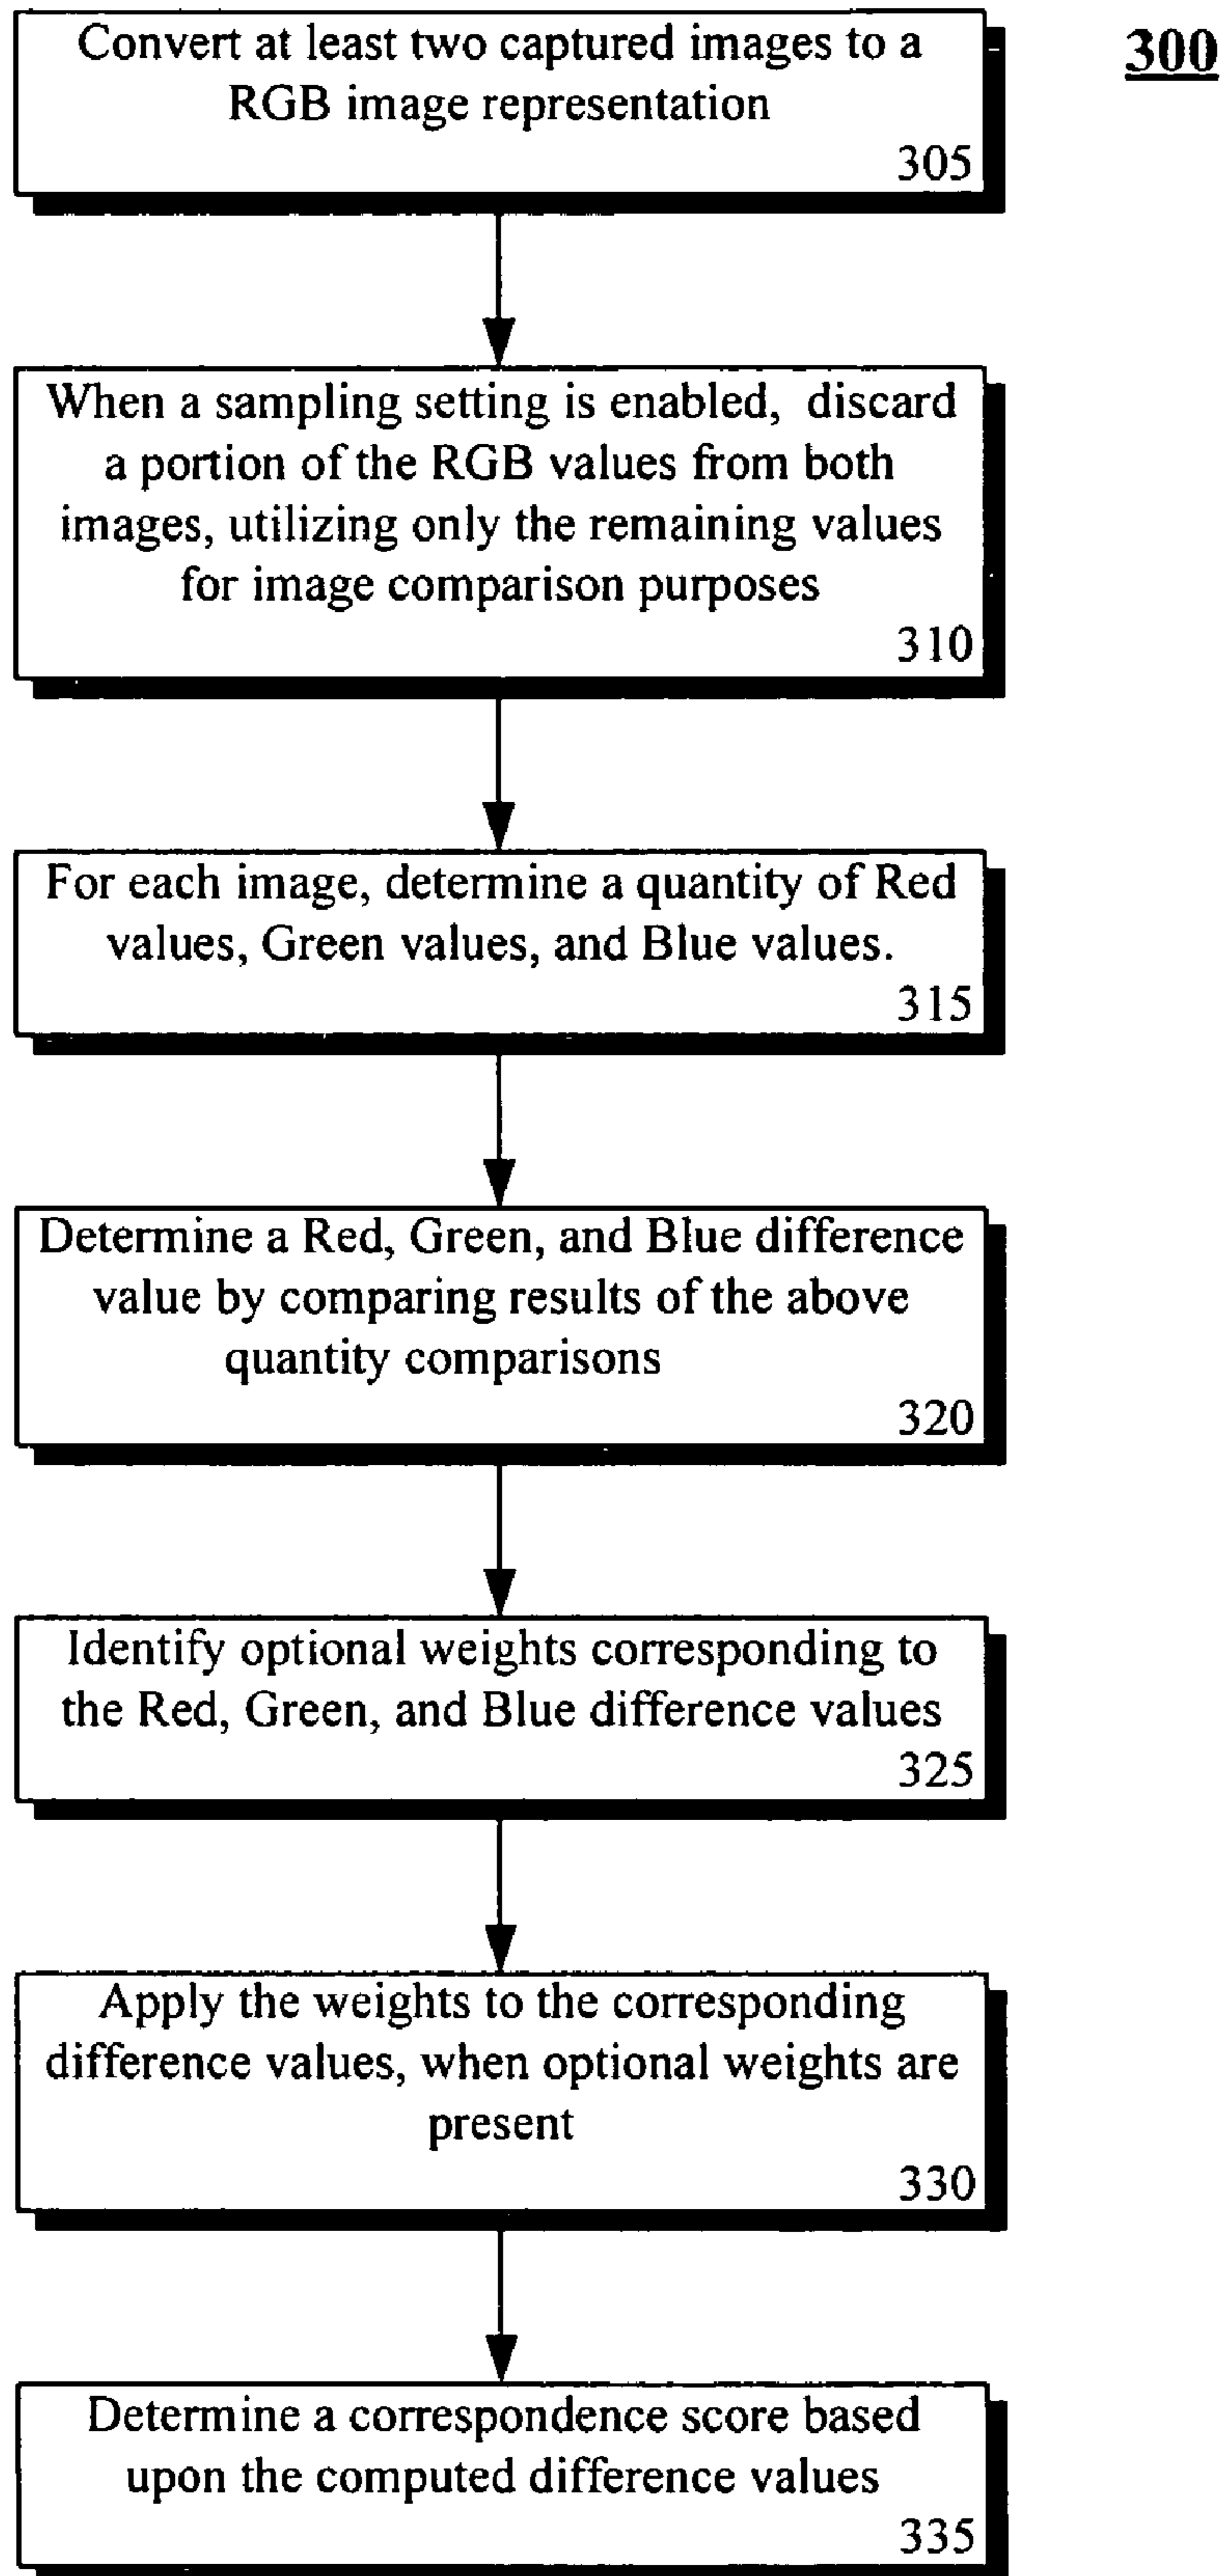 300
Convert at least two captured images to a
RGB image representation
305
When a sampling setting is enabled, discard
a portion of the RGB values from both
images, utilizing only the remaining values
for image comparison purposes
310
For each image, determine a quantity of Red
values, Green values, and Blue values.
315
Determine a Red, Green, and Blue difference
value by comparing results of the above
quantity comparisons
320
Identify optional weights corresponding to
the Red, Green, and Blue difference values
325
Apply the weights to the corresponding
difference values, when optional weights are
present
330
Determine a correspondence score based
upon the computed difference values
335